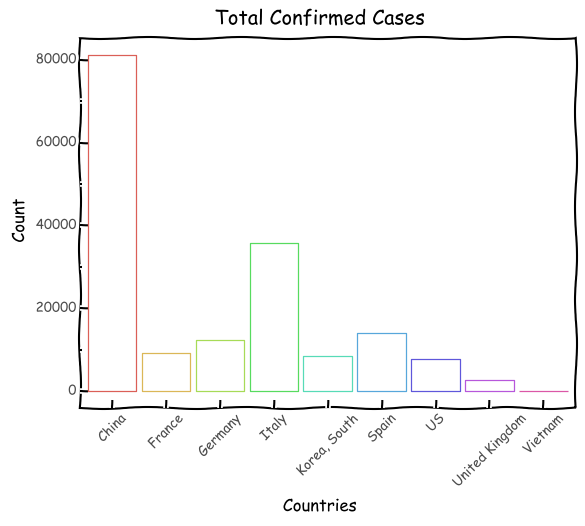 Total Confirmed Cases
Count
80000
60000
40000
20000
0
China
France
Germany
Italy
Korea, South
Spain
US
United Kingdom
Vietnam
Countries